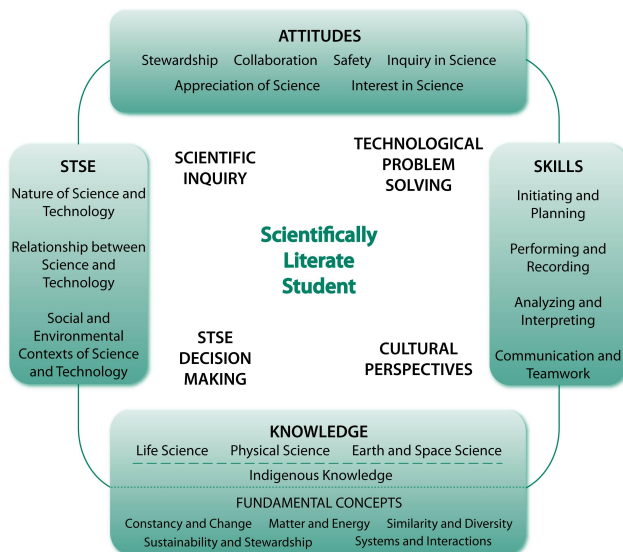 ATTITUDES
Stewardship Collaboration Safety Inquiry in Science
Appreciation of Science Interest in Science
STSE
Nature of Science and
Technology
Relationship between
Science and
Technology
Social and
Environmental
Contexts of Science
and Technology
SCIENTIFIC
INQUIRY
TECHNOLOGICAL
PROBLEM
SOLVING
Scientifically
Literate
Student
STSE
DECISION
MAKING
CULTURAL
PERSPECTIVES
SKILLS
Initiating and
Planning
Performing and
Recording
Analyzing and
Interpreting
Communication and
Teamwork
KNOWLEDGE
Life Science Physical Science Earth and Space Science
Indigenous Knowledge
FUNDAMENTAL CONCEPTS
Constancy and Change Matter and Energy Similarity and Diversity
Sustainability and Stewardship Systems and Interactions